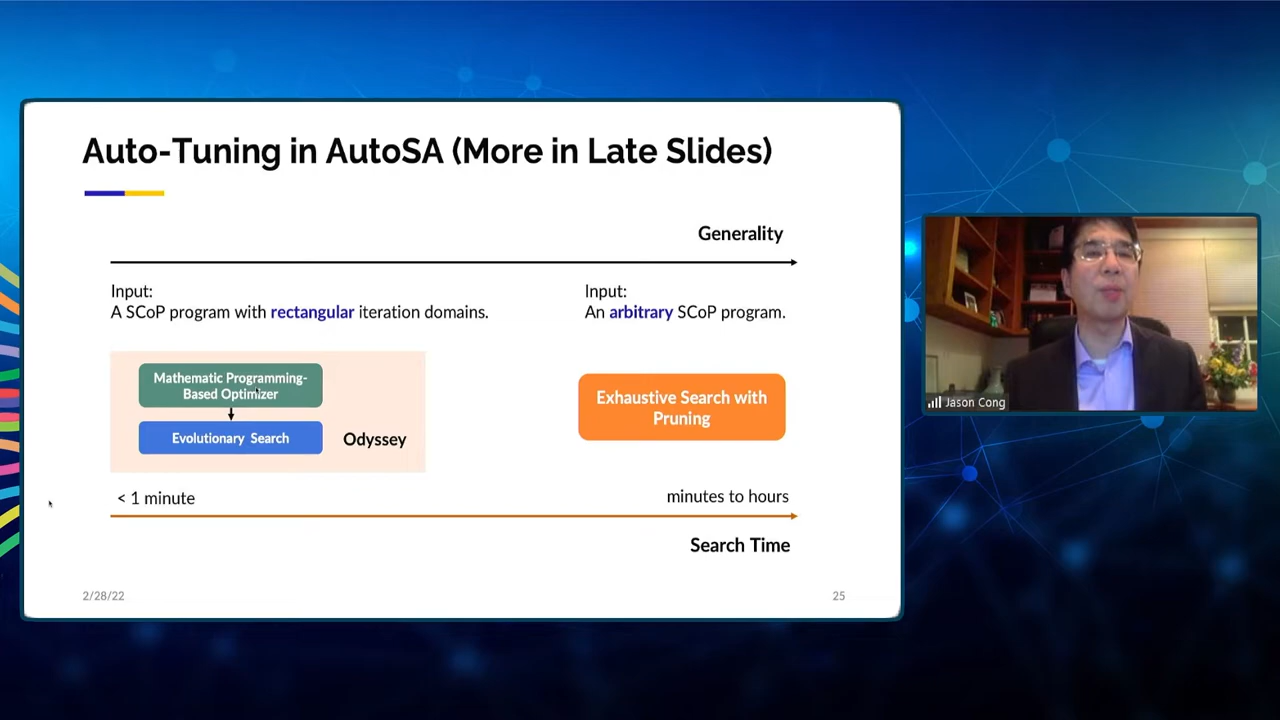 Auto-Tuning in AutoSA (More in Late Slides)
Generality
Input:
A SCoP program with rectangular iteration domains.
Input:
An arbitrary SCoP program.
Mathematic Programming-
Based Optimizer
Evolutionary Search
Odyssey
Exhaustive Search with
Pruning
< 1 minute
minutes to hours
Search Time
2/28/22
25
Jason Cong